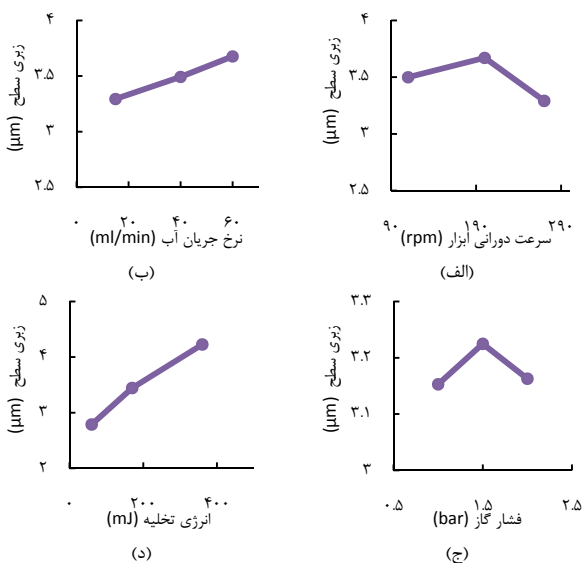 زبری سطح (μm)
۴
۳.۵
۳
۲.۵
۹۰ ۱۹۰ ۲۹۰
سرعت دورانی ابزار (rpm)
(الف)
زبری سطح (μm)
۴
۳.۵
۳
۲.۵
۰ ۲۰ ۴۰ ۶۰
نرخ جریان آب (ml/min)
(ب)
زبری سطح (μm)
۳.۳
۳.۲
۳.۱
۳
۰.۵ ۱.۵ ۲.۵
فشار گاز (bar)
(ج)
زبری سطح (μm)
۵
۴
۳
۲
۰ ۲۰۰ ۴۰۰
انرژی تخلیه (mJ)
(د)